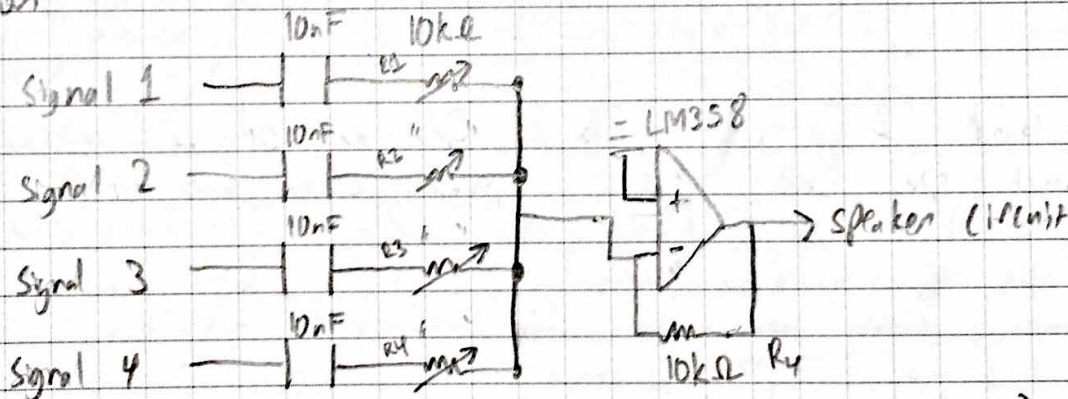 10nF 10kΩ
Signal 1 R1
10nF " "
Signal 2 R2
= LM358
+
10nF
Signal 3 R3 " "
-
speaker circuit
10nF
Signal 4 R4 " "
10kΩ R4